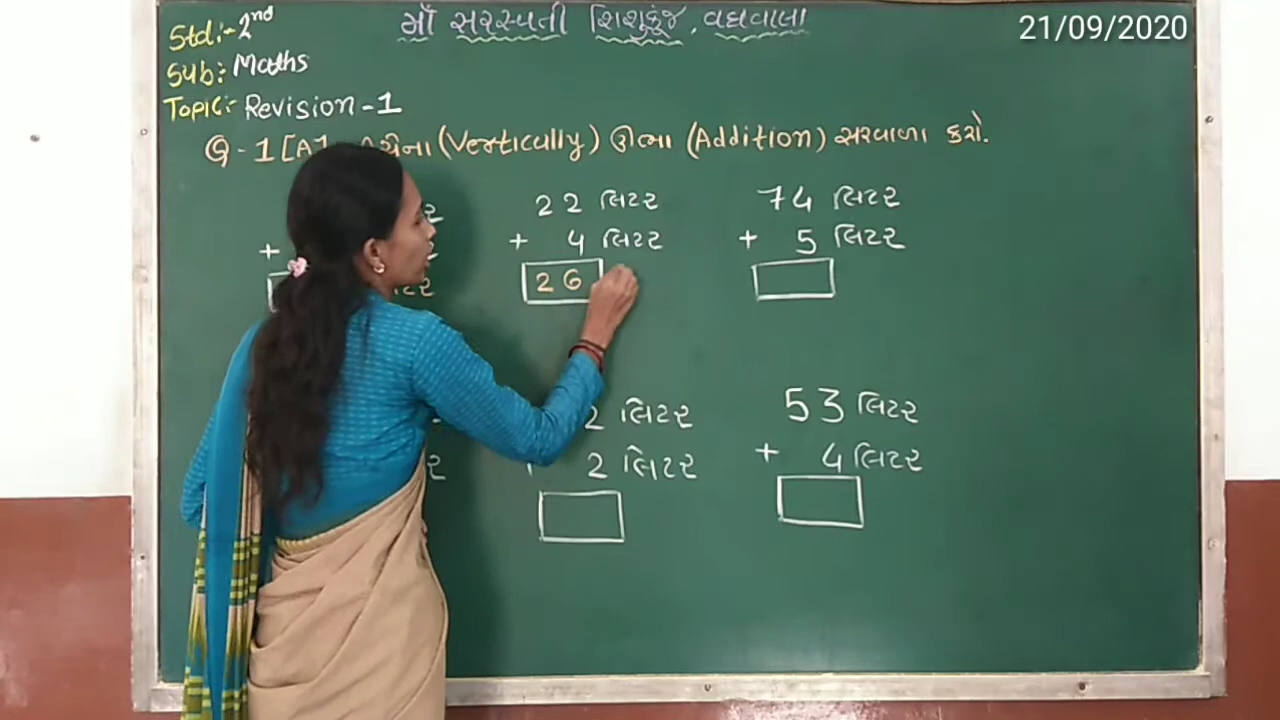 માઁ સરસ્વતી શિશુકુંજ, વઘવાલા
21/09/2020
Std:- 2nd
Sub: Maths
Topic:- Revision-1
Q-1 [A] (Vertically) ઊભા (Addition) સરવાળા કરો.
22 લિટર
+ 4 લિટર
26
74 લિટર
+ 5 લિટર
+
2 લિટર
2 લિટર
53 લિટર
+ 4 લિટર